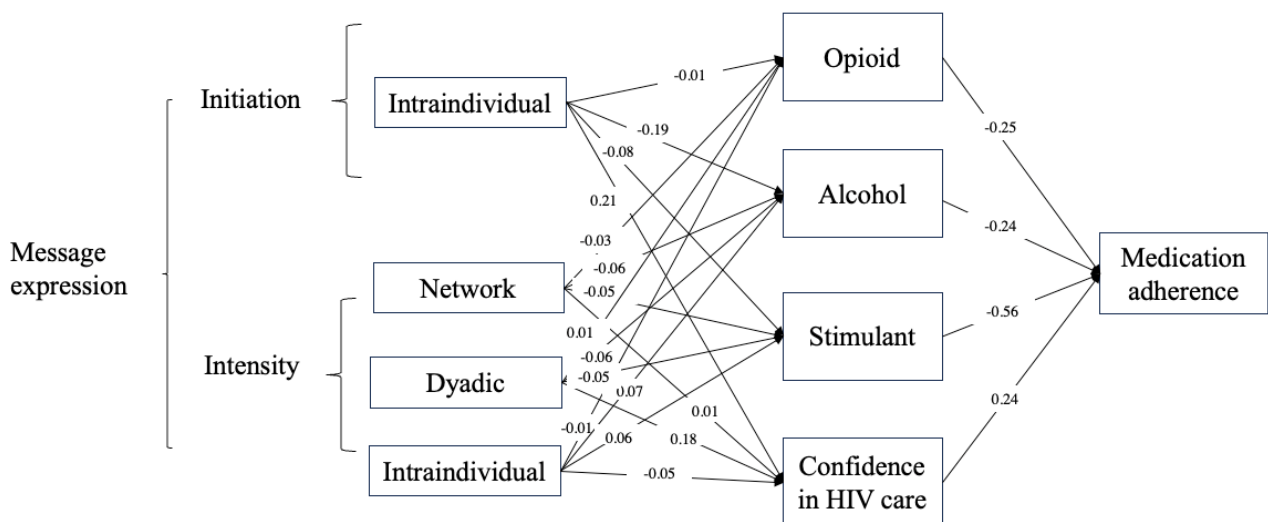 Message
expression
Initiation
Intensity
Intraindividual
Network
Dyadic
Intraindividual
-0.01
-0.19
-0.08
0.21
-0.03
-0.06
-0.05
0.01
-0.06
-0.05
0.07
-0.01
0.06
0.01
0.18
-0.05
Opioid
Alcohol
Stimulant
Confidence
in HIV care
-0.25
-0.24
-0.56
0.24
Medication
adherence